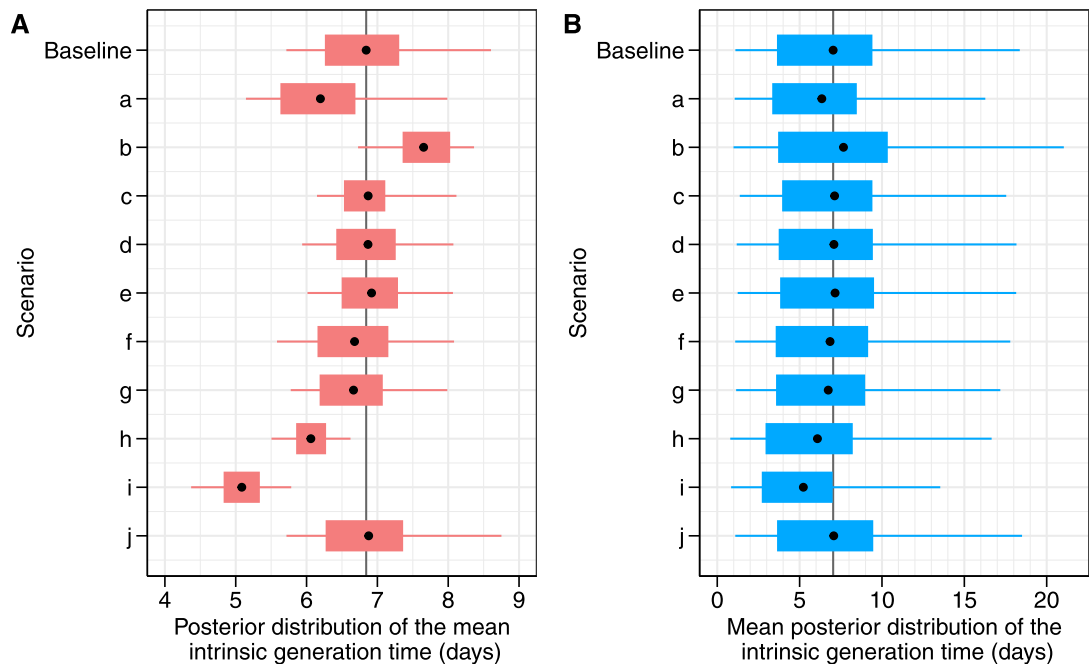 A
Scenario
Baseline
a
b
c
d
e
f
g
h
i
j
4 5 6 7 8 9
Posterior distribution of the mean
intrinsic generation time (days)
B
Scenario
Baseline
a
b
c
d
e
f
g
h
i
j
0 5 10 15 20
Mean posterior distribution of the
intrinsic generation time (days)